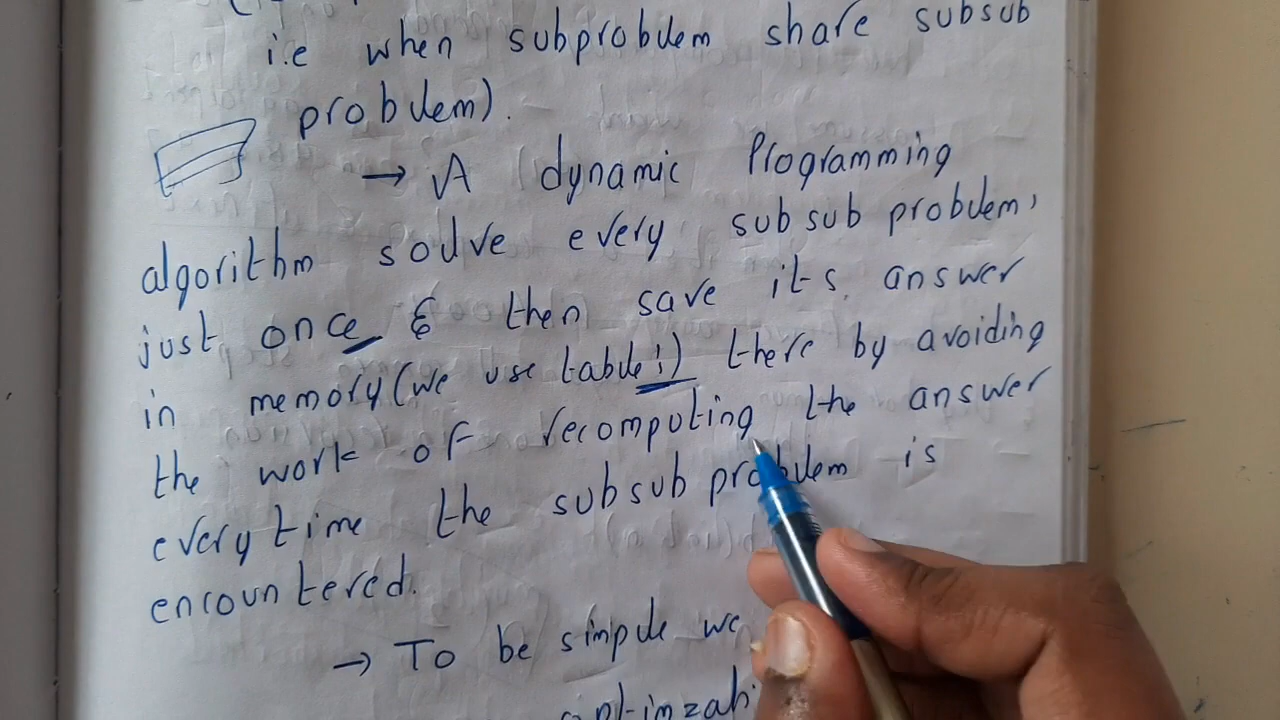 i.e when subproblem share subsub
problem).
→ A dynamic Programming
algorithm solve every subsub problem,
just once & then save its answer
in memory (we use table!) there by avoiding
the work of recomputing the answer
every time the subsub problem is
encountered.
→ To be simple we